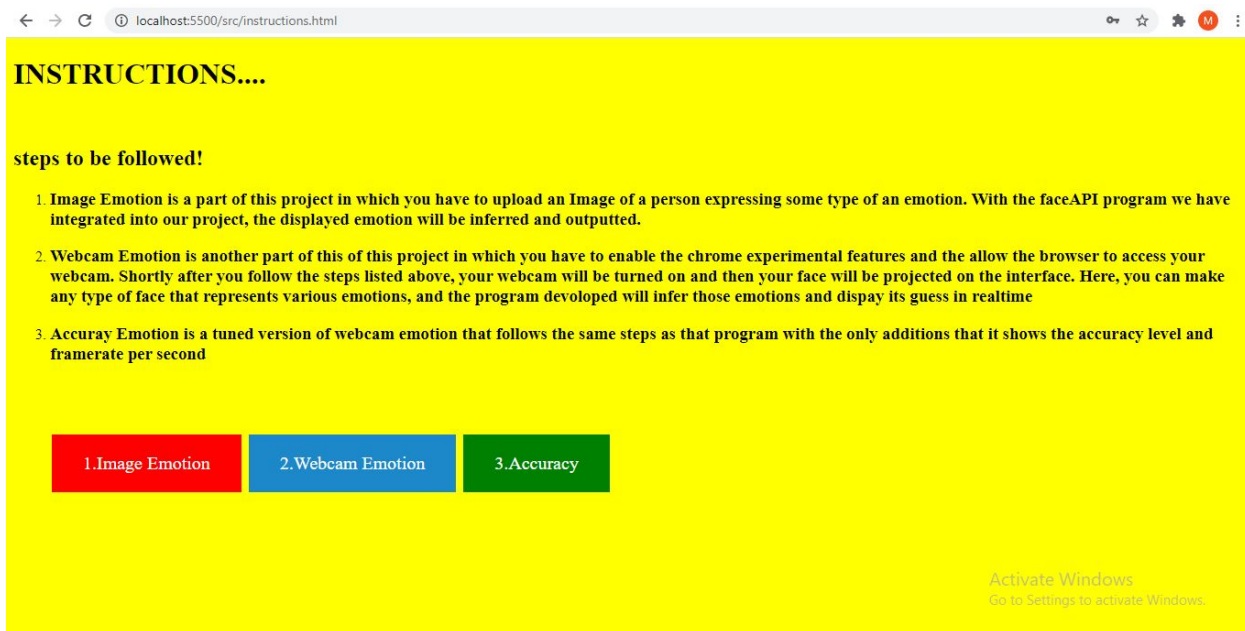 localhost:5500/src/instructions.html
M
INSTRUCTIONS....
steps to be followed!
1. Image Emotion is a part of this project in which you have to upload an Image of a person expressing some type of an emotion. With the faceAPI program we have
integrated into our project, the displayed emotion will be inferred and outputted.
2. Webcam Emotion is another part of this of this project in which you have to enable the chrome experimental features and the allow the browser to access your
webcam. Shortly after you follow the steps listed above, your webcam will be turned on and then your face will be projected on the interface. Here, you can make
any type of face that represents various emotions, and the program devoloped will infer those emotions and dispay its guess in realtime
3. Accuray Emotion is a tuned version of webcam emotion that follows the same steps as that program with the only additions that it shows the accuracy level and
framerate per second
1.Image Emotion 2.Webcam Emotion 3.Accuracy
Activate Windows
Go to Settings to activate Windows.